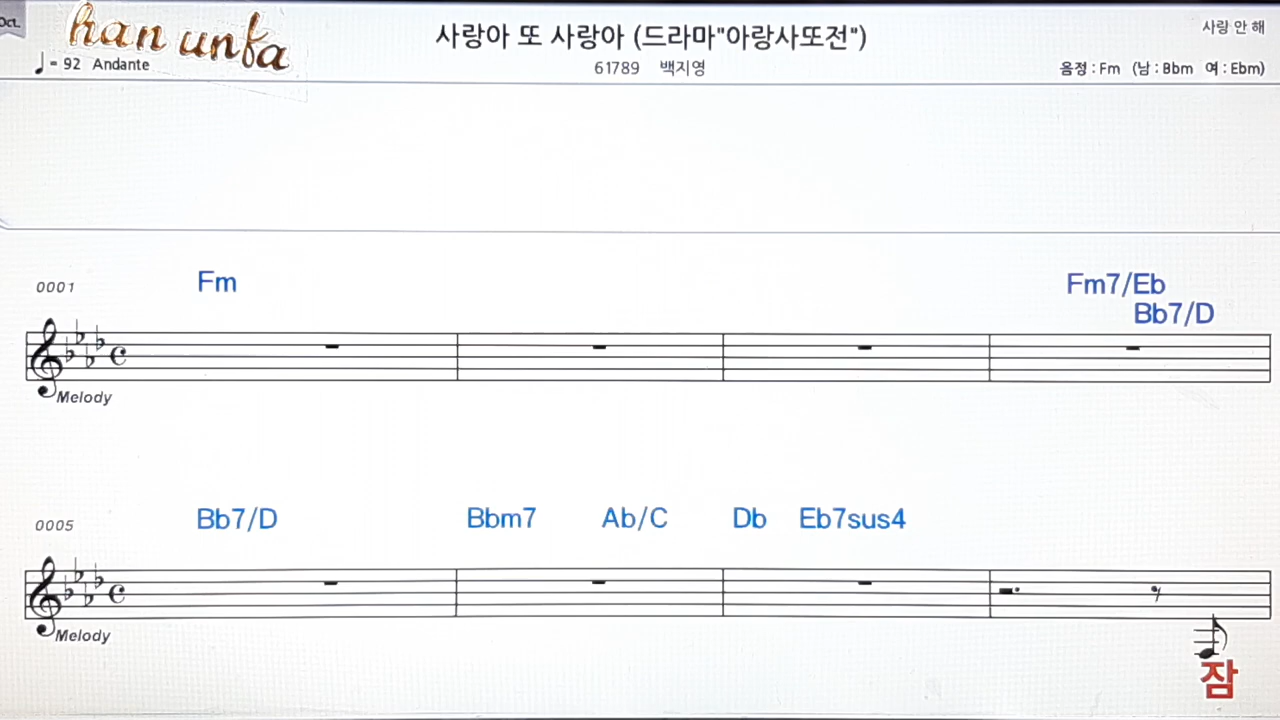 Oct.
han unfa
사랑아 또 사랑아 (드라마"아랑사또전")
사랑 안 해
♩= 92 Andante
61789 백지영
음정 : Fm (남 : Bbm 여 : Ebm)
0001
Fm
Fm7/Eb
Bb7/D
Melody
0005
Bb7/D Bbm7 Ab/C Db Eb7sus4
Melody
잠